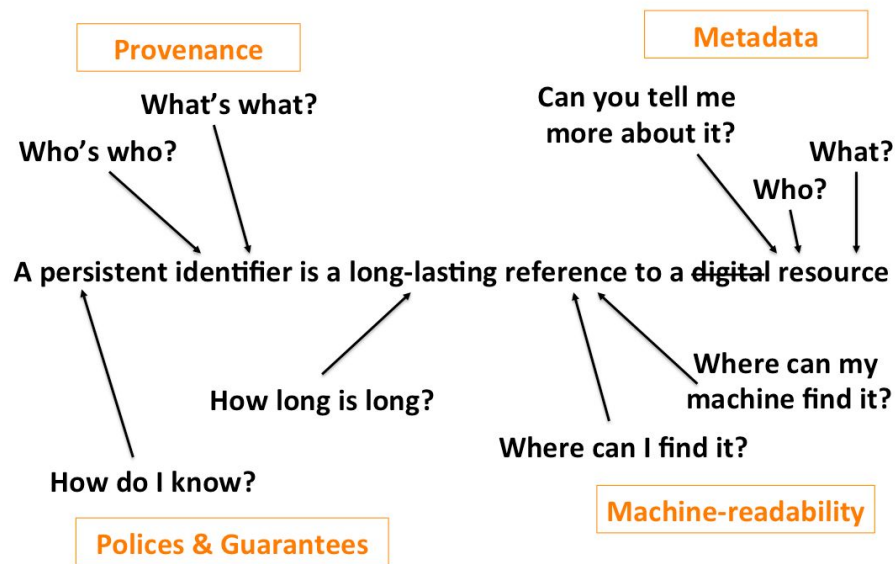 Provenance
Metadata
What's what?
Can you tell me
more about it?
Who's who?
What?
Who?
A persistent identifier is a long-lasting reference to a digital resource
How long is long?
Where can my
machine find it?
Where can I find it?
How do I know?
Machine-readability
Polices & Guarantees